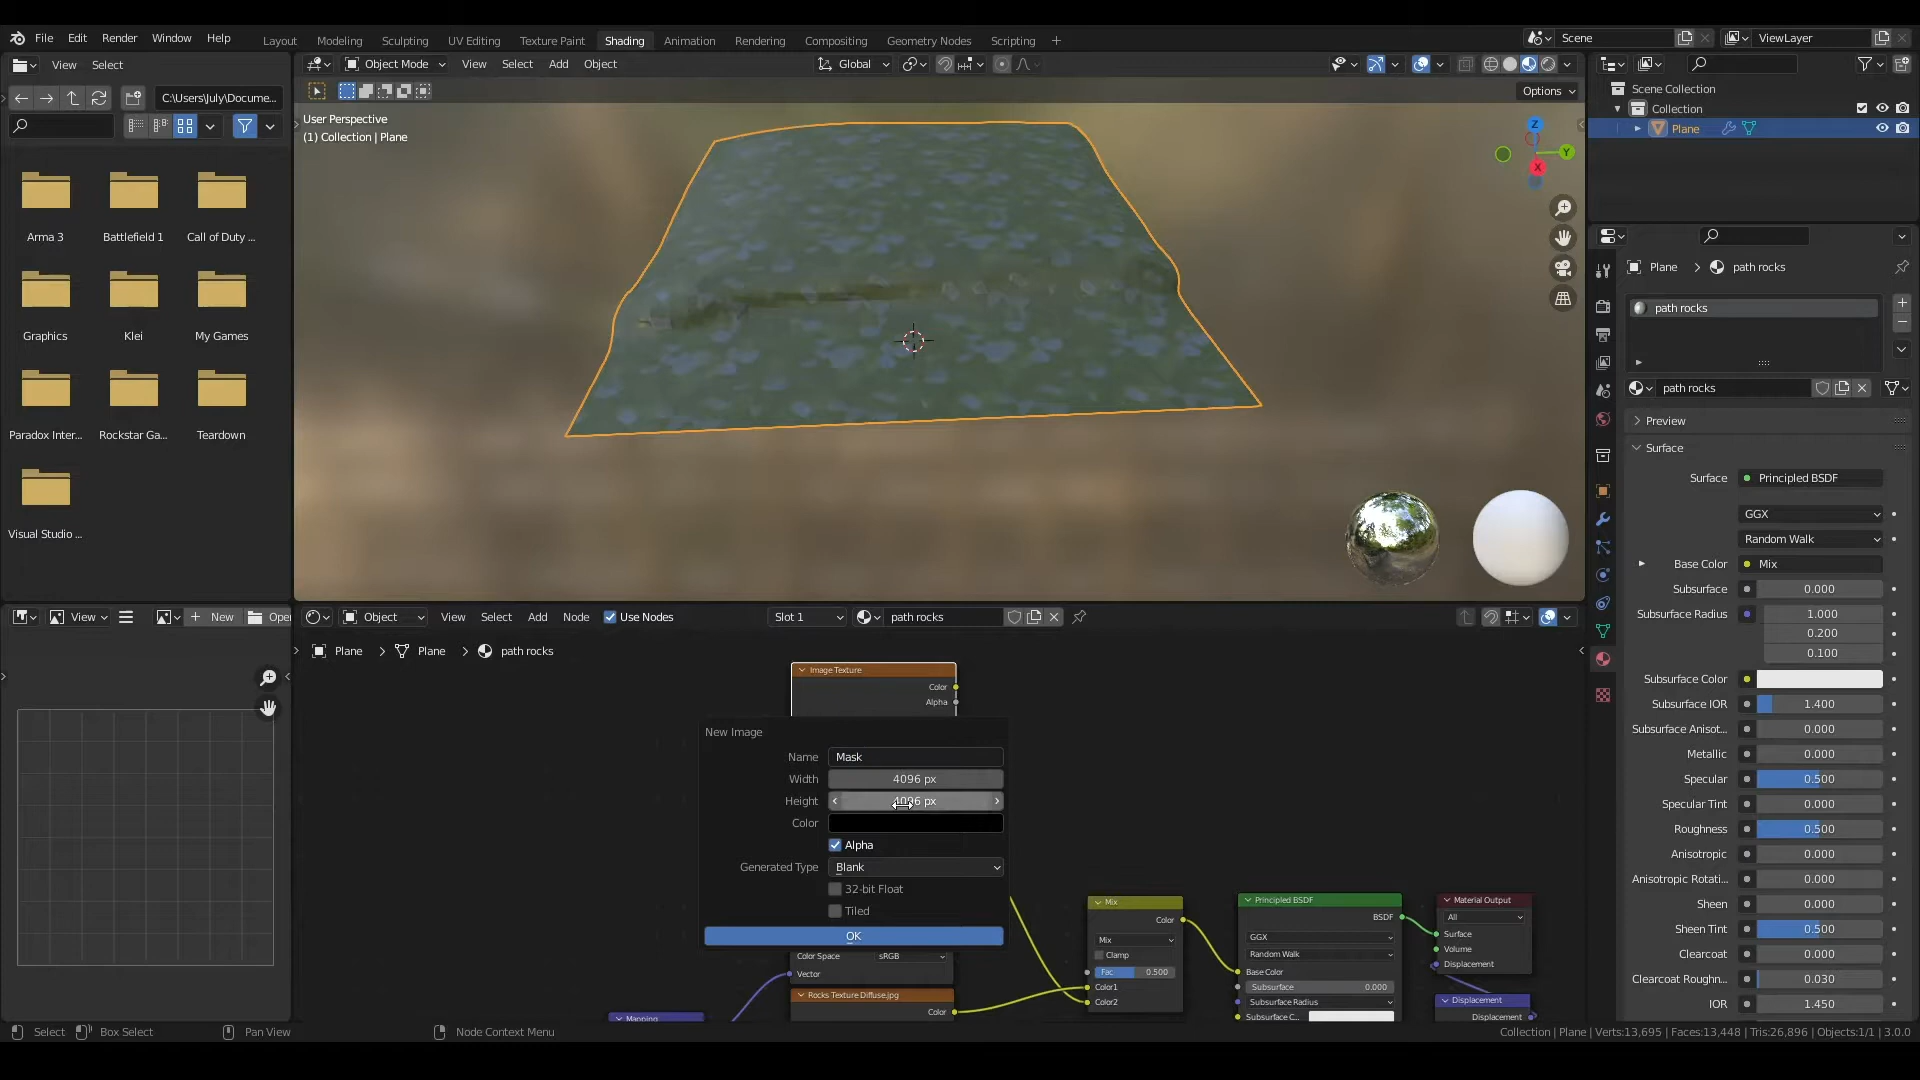 File Edit Render Window Help
Layout Modeling Sculpting UV Editing Texture Paint Shading Animation Rendering Compositing Geometry Nodes Scripting +
Scene
ViewLayer
View Select
C:\Users\July\Docume...
Arma 3
Battlefield 1
Call of Duty ...
Graphics
Klei
My Games
Paradox Inter...
Rockstar Ga...
Teardown
Visual Studio ...
Object Mode View Select Add Object
Global
Options
User Perspective
(1) Collection | Plane
Z
Y
X
Scene Collection
Collection
Plane
Plane > path rocks
path rocks
path rocks
Preview
Surface
Surface Principled BSDF
GGX
Random Walk
Base Color Mix
Subsurface 0.000
Subsurface Radius 1.000
0.200
0.100
Subsurface Color
Subsurface IOR 1.400
Subsurface Anisot... 0.000
Metallic 0.000
Specular 0.500
Specular Tint 0.000
Roughness 0.500
Anisotropic 0.000
Anisotropic Rotati... 0.000
Sheen 0.000
Sheen Tint 0.500
Clearcoat 0.000
Clearcoat Roughn... 0.030
IOR 1.450
View
+ New
Ope
Object View Select Add Node Use Nodes
Slot 1
path rocks
Plane > Plane > path rocks
Image Texture
Color
Alpha
New Image
Name Mask
Width 4096 px
Height 4096 px
Color
Alpha
Generated Type Blank
32-bit Float
Tiled
OK
Color Space sRGB
Vector
Rocks Texture Diffuse.jpg
Color
Mapping
Mix
Color
Mix
Clamp
Fac 0.500
Color1
Color2
Principled BSDF
BSDF
GGX
Random Walk
Base Color
Subsurface 0.000
Subsurface Radius
Subsurface C...
Material Output
All
Surface
Volume
Displacement
Displacement
Displacement
Select
Box Select
Pan View
Node Context Menu
Collection | Plane | Verts:13,695 | Faces:13,448 | Tris:26,896 | Objects:1/1 | 3.0.0